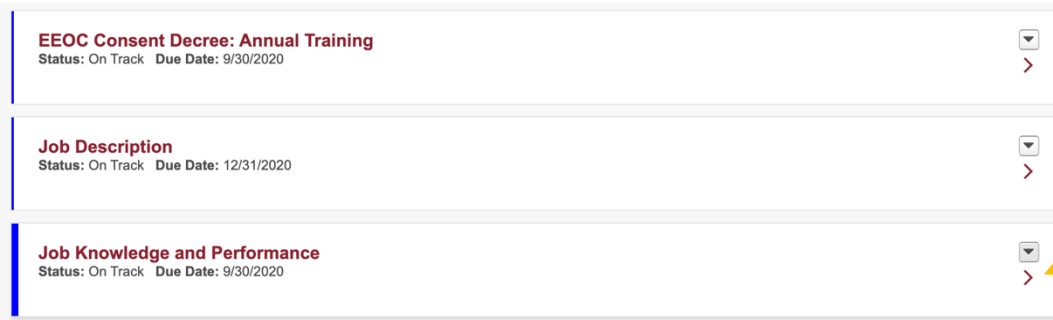 EEOC Consent Decree: Annual Training
Status: On Track Due Date: 9/30/2020
Job Description
Status: On Track Due Date: 12/31/2020
Job Knowledge and Performance
Status: On Track Due Date: 9/30/2020